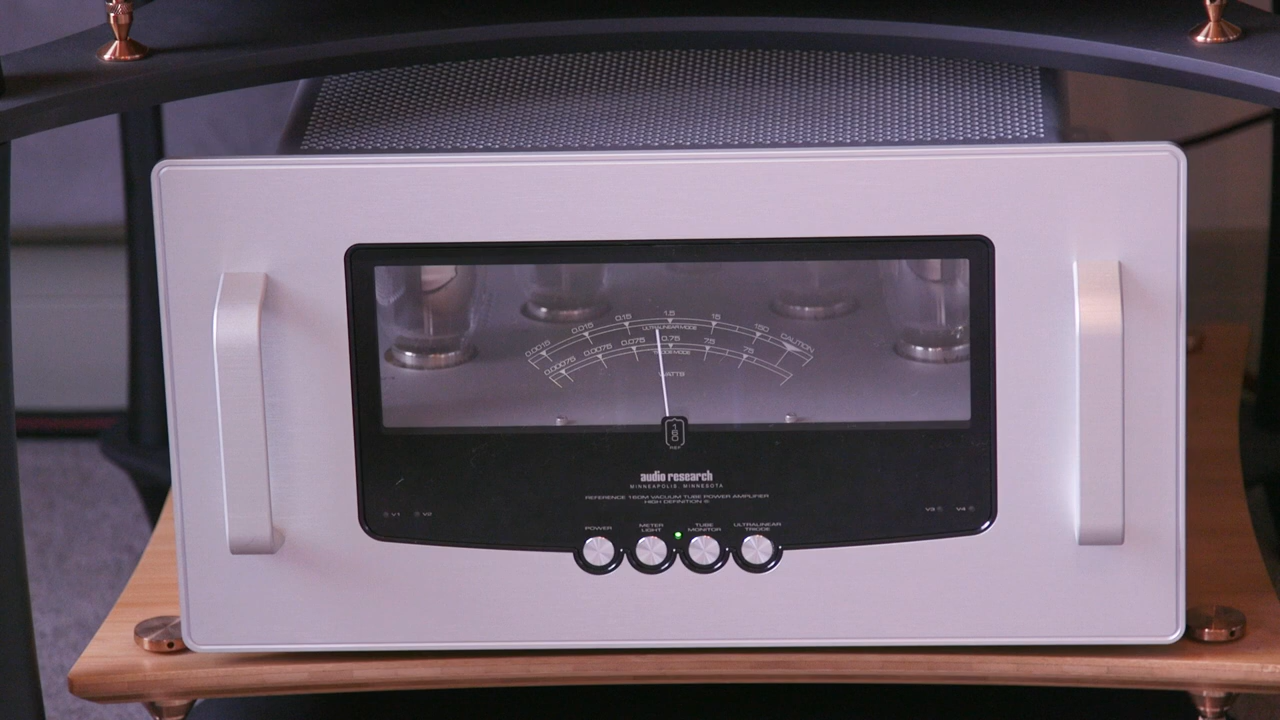 0.0015 0.015 0.15 1.5 15 150 CAUTION
ULTRALINEAR MODE
0.00075 0.0075 0.075 0.75 7.5 75
TRIODE MODE
WATTS
160
REF
audio research
MINNEAPOLIS, MINNESOTA
REFERENCE 160M VACUUM TUBE POWER AMPLIFIER
HIGH DEFINITION ®
V1 V2 V3 V4
POWER METER LIGHT TUBE MONITOR ULTRALINEAR TRIODE